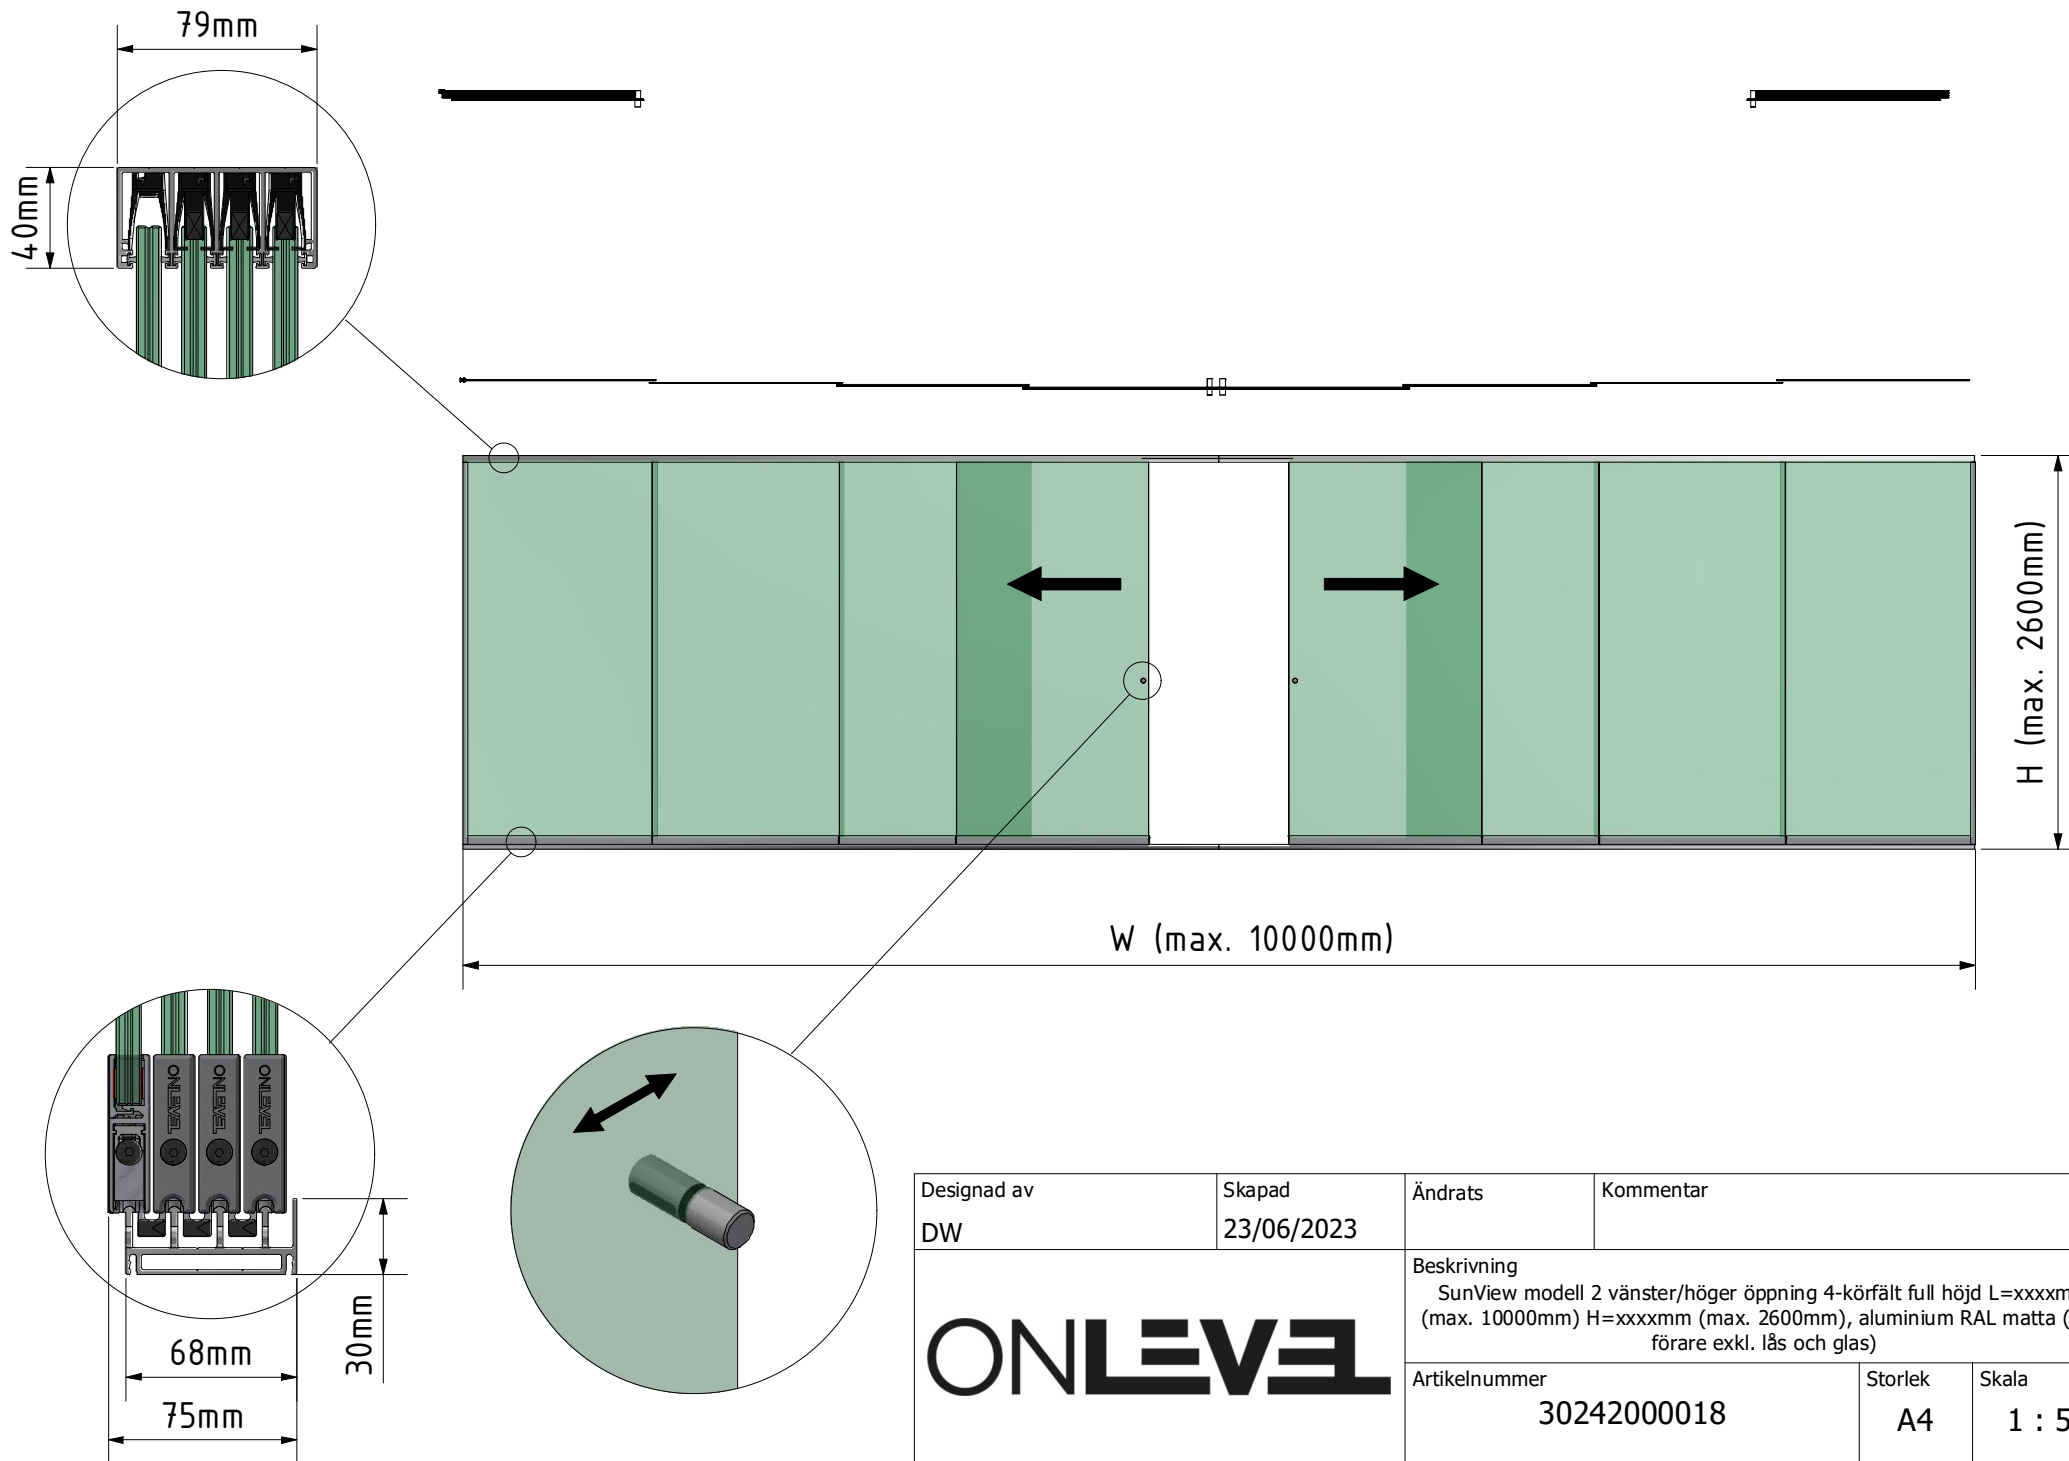 79mm
40mm
H (max. 2600mm)
W (max. 10000mm)
ONLEVEL
ONLEVEL
ONLEVEL
30mm
68mm
75mm
Designad av
DW
Skapad
23/06/2023
Ändrats
Kommentar
ONLEVEL
Beskrivning
SunView modell 2 vänster/höger öppning 4-körfält full höjd L=xxxxm
(max. 10000mm) H=xxxxmm (max. 2600mm), aluminium RAL matta (
förare exkl. lås och glas)
Artikelnummer
30242000018
Storlek
A4
Skala
1 : 5